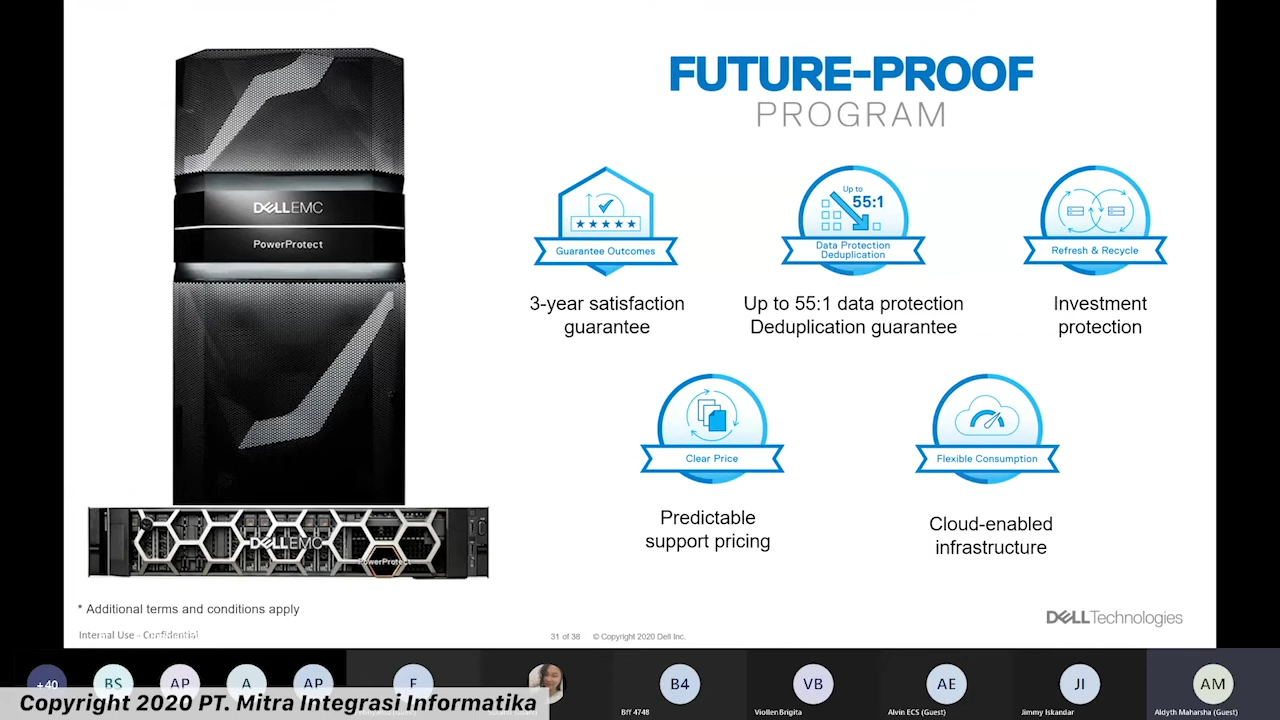 FUTURE-PROOF
PROGRAM
DELLEMC
PowerProtect
Guarantee Outcomes
3-year satisfaction
guarantee
Up to
55:1
Data Protection
Deduplication
Up to 55:1 data protection
Deduplication guarantee
Refresh & Recycle
Investment
protection
Clear Price
Predictable
support pricing
Flexible Consumption
Cloud-enabled
infrastructure
DELLEMC
PowerProtect
* Additional terms and conditions apply
Internal Use - Confidential
31 of 38 © Copyright 2020 Dell Inc.
DELLTechnologies
+40
BS
AP
A
AP
F
B4
VB
AE
JI
AM
Bff 4748
Viollen Brigita
Alvin ECS (Guest)
Jimmy Iskandar
Aldyth Maharsha (Guest)
Copyright 2020 PT. Mitra Integrasi Informatika